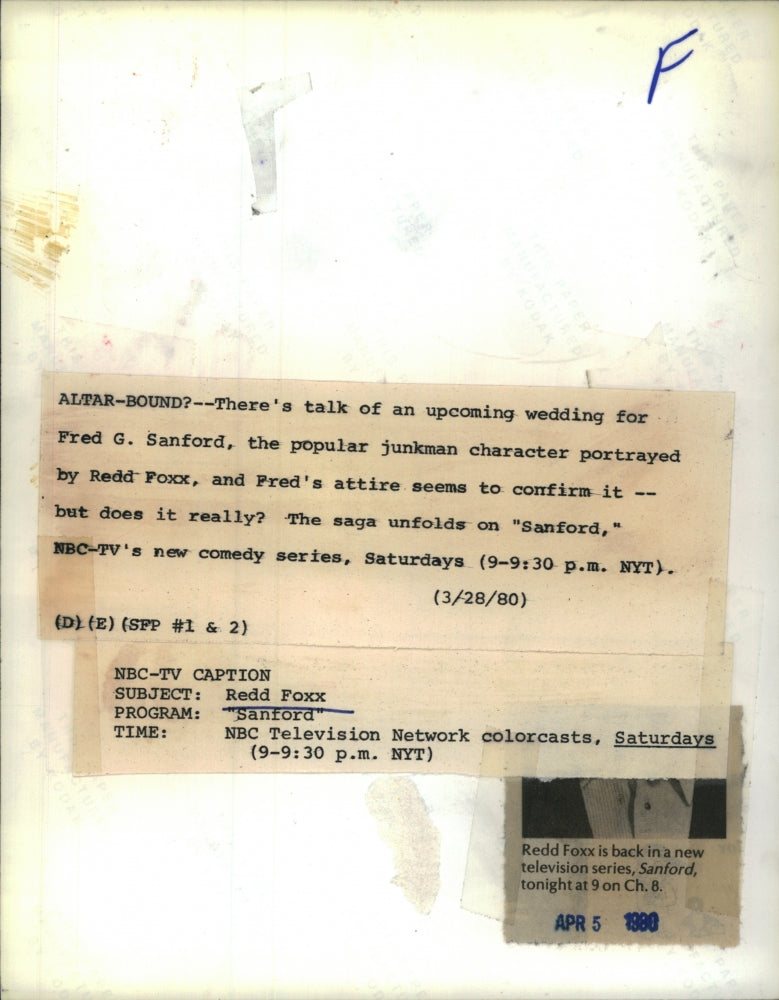 F
ALTAR-BOUND?--There's talk of an upcoming wedding for
Fred G. Sanford, the popular junkman character portrayed
by Redd Foxx, and Fred's attire seems to confirm it --
but does it really? The saga unfolds on "Sanford,"
NBC-TV's new comedy series, Saturdays (9-9:30 p.m. NYT).
(3/28/80)
(D)(E)(SFP #1 & 2)
NBC-TV CAPTION
SUBJECT: Redd Foxx
PROGRAM: "Sanford"
TIME: NBC Television Network colorcasts, Saturdays
(9-9:30 p.m. NYT)
Redd Foxx is back in a new
television series, Sanford,
tonight at 9 on Ch. 8.
APR 5 1980